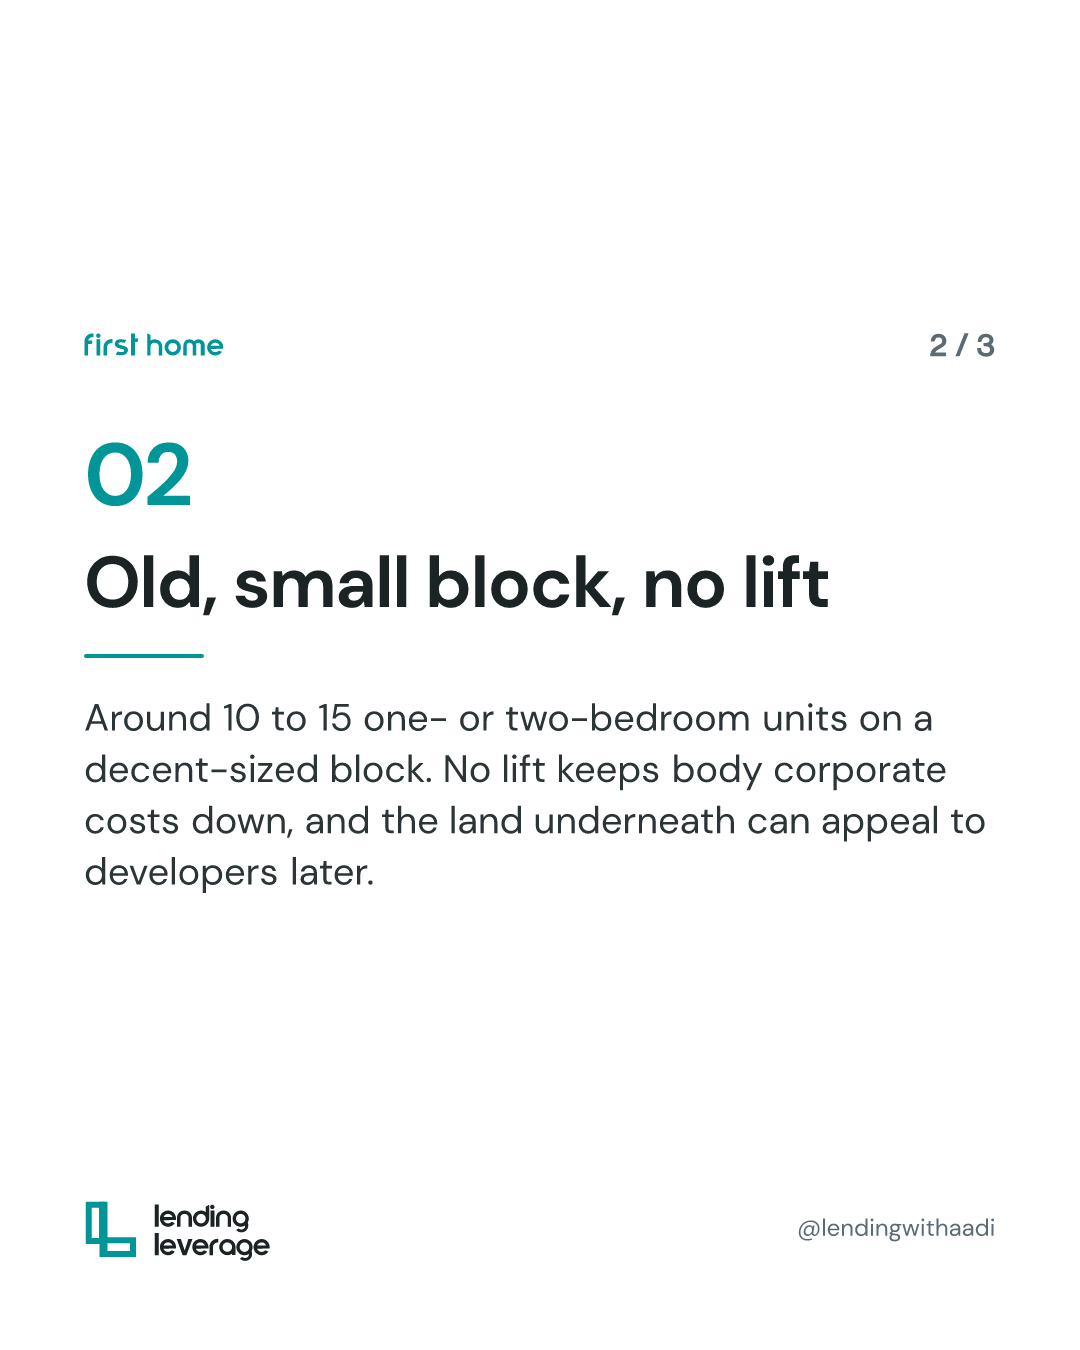 first home
2 / 3
02
Old, small block, no lift
Around 10 to 15 one- or two-bedroom units on a
decent-sized block. No lift keeps body corporate
costs down, and the land underneath can appeal to
developers later.
lending
leverage
@lendingwithaadi